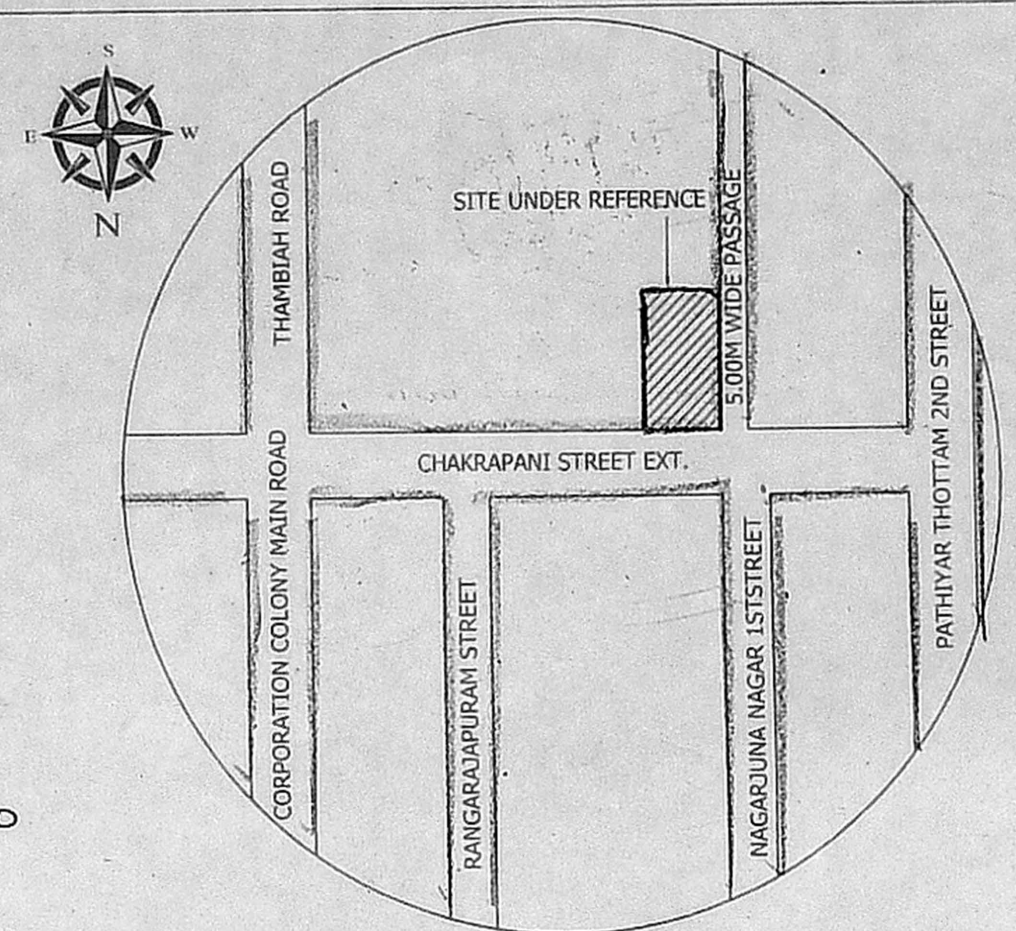 S
E
W
N
THAMBIAH ROAD
SITE UNDER REFERENCE
5.00M WIDE PASSAGE
PATHIYAR THOTTAM 2ND STREET
CHAKRAPANI STREET EXT.
CORPORATION COLONY MAIN ROAD
RANGARAJAPURAM STREET
NAGARJUNA NAGAR 1STSTREET